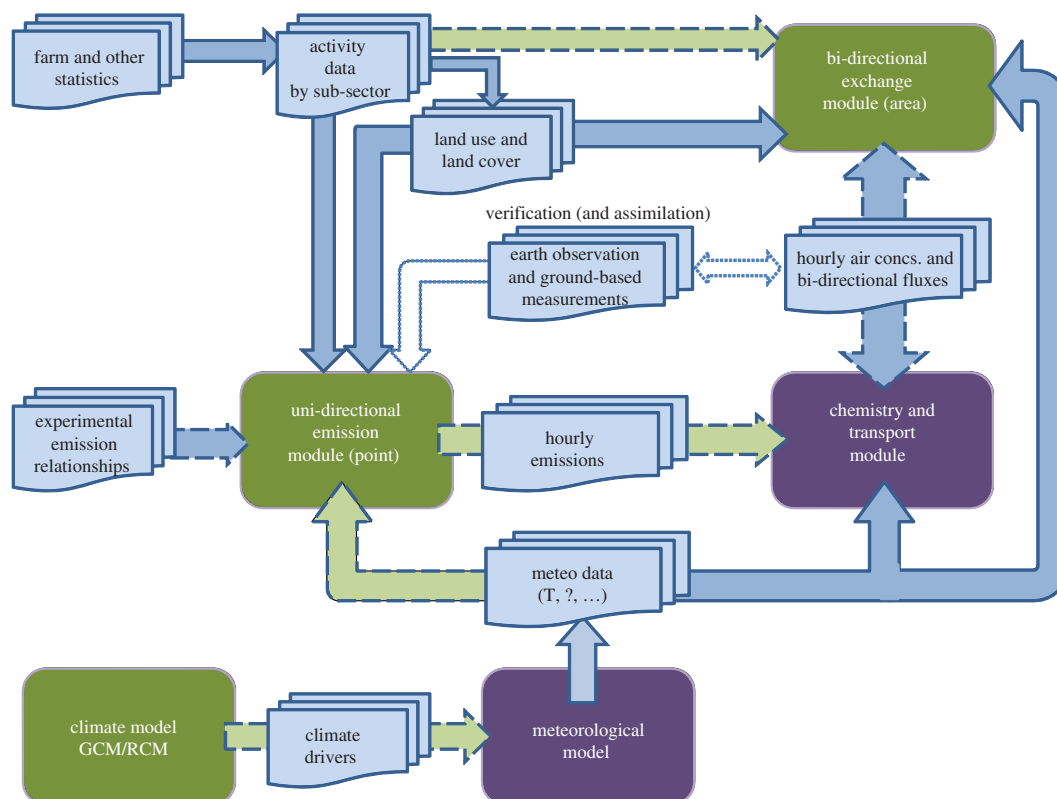 farm and other
statistics
activity
data
by sub-sector
bi-directional
exchange
module (area)
land use and
land cover
verification (and assimilation)
earth observation
and ground-based
measurements
hourly air concs. and
bi-directional fluxes
experimental
emission
relationships
uni-directional
emission
module (point)
hourly
emissions
chemistry and
transport
module
meteo data
(T, ?, …)
climate model
GCM/RCM
climate
drivers
meteorological
model